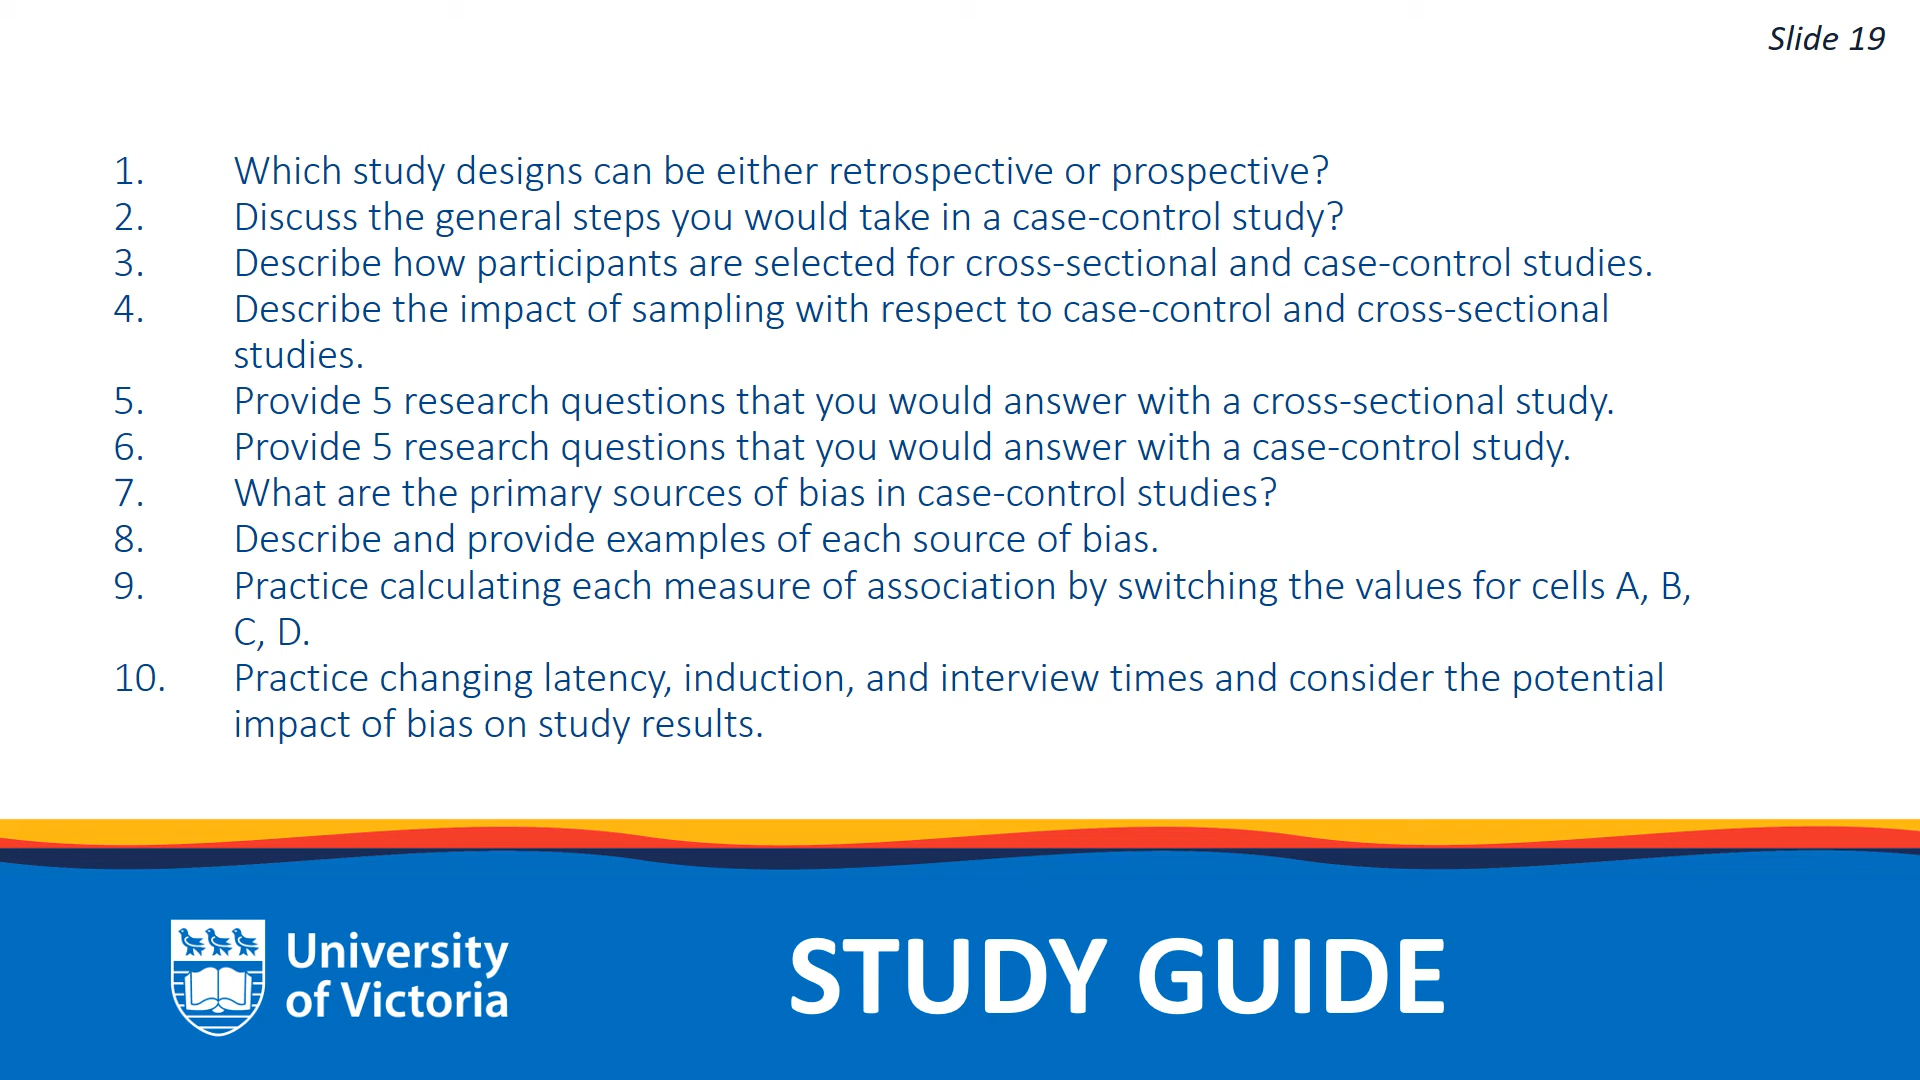 Slide 19
1. Which study designs can be either retrospective or prospective?
2. Discuss the general steps you would take in a case-control study?
3. Describe how participants are selected for cross-sectional and case-control studies.
4. Describe the impact of sampling with respect to case-control and cross-sectional
studies.
5. Provide 5 research questions that you would answer with a cross-sectional study.
6. Provide 5 research questions that you would answer with a case-control study.
7. What are the primary sources of bias in case-control studies?
8. Describe and provide examples of each source of bias.
9. Practice calculating each measure of association by switching the values for cells A, B,
C, D.
10. Practice changing latency, induction, and interview times and consider the potential
impact of bias on study results.
University
of Victoria
STUDY GUIDE